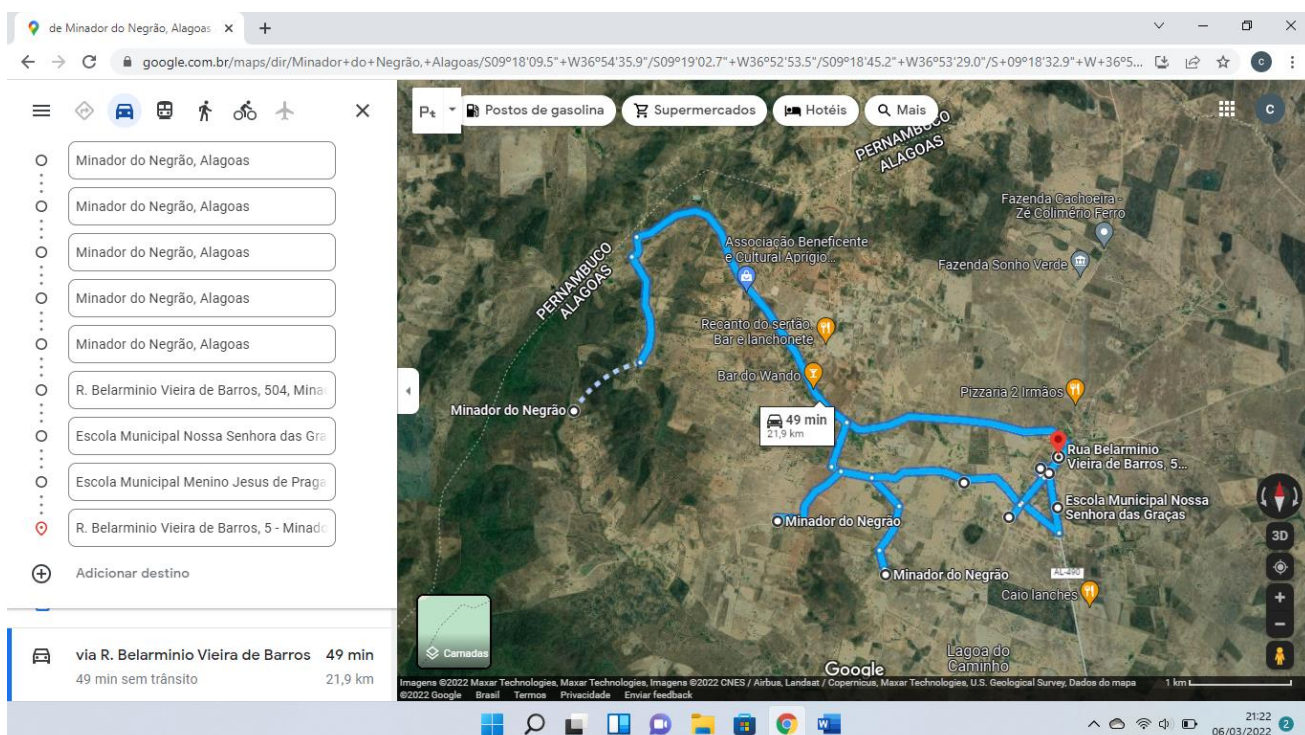 de Minador do Negrão, Alagoas
google.com.br/maps/dir/Minador+do+Negrão,+Alagoas/S09°18'09.5"+W36°54'35.9"/S09°19'02.7"+W36°52'53.5"/S09°18'45.2"+W36°53'29.0"/S+09°18'32.9"+W+36°5...
C
Minador do Negrão, Alagoas
Minador do Negrão, Alagoas
Minador do Negrão, Alagoas
Minador do Negrão, Alagoas
Minador do Negrão, Alagoas
R. Belarminio Vieira de Barros, 504, Mina
Escola Municipal Nossa Senhora das Gra
Escola Municipal Menino Jesus de Praga
R. Belarminio Vieira de Barros, 5 - Minado
Adicionar destino
via R. Belarminio Vieira de Barros 49 min
49 min sem trânsito 21,9 km
Postos de gasolina
Supermercados
Hotéis
Mais
C
PERNAMBUCO
ALAGOAS
Fazenda Cachoeira -
Zé Colimério Ferro
Associação Beneficente
e Cultural Aprigio...
Fazenda Sonho Verde
PERNAMBUCO
ALAGOAS
Recanto do sertão,
Bar e lanchonete
Bar do Wando
Pizzaria 2 Irmãos
Minador do Negrão
49 min
21,9 km
Rua Belarminio
Vieira de Barros, 5...
Escola Municipal Nossa
Senhora das Graças
Minador do Negrão
Minador do Negrão
AL-490
Caio lanches
3D
Camadas
Lagoa do
Caminho
Google
Imagens ©2022 Maxar Technologies, Maxar Technologies, Imagens ©2022 CNES / Airbus, Landsat / Copernicus, Maxar Technologies, U.S. Geological Survey, Dados do mapa 1 km
©2022 Google Brasil Termos Privacidade Enviar feedback
21:22
06/03/2022
2